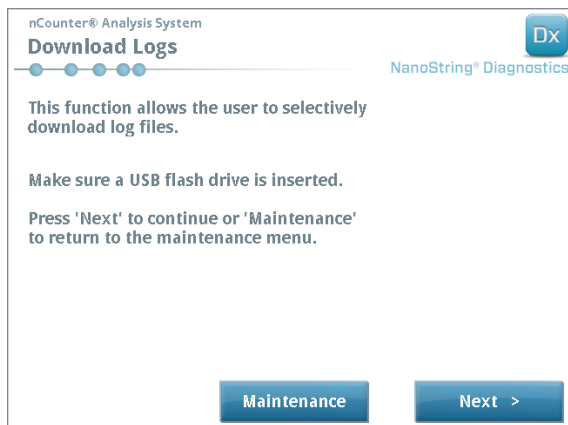 nCounter® Analysis System
Download Logs
Dx
NanoString® Diagnostics
This function allows the user to selectively
download log files.
Make sure a USB flash drive is inserted.
Press 'Next' to continue or 'Maintenance'
to return to the maintenance menu.
Maintenance
Next >